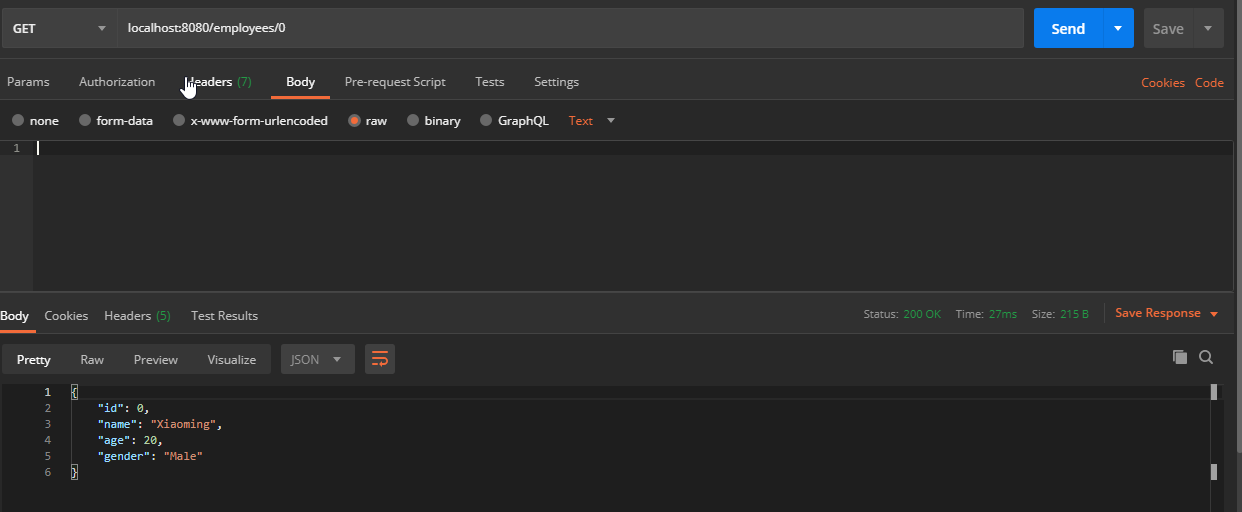 GET localhost:8080/employees/0 Send Save
Params Authorization Headers (7) Body Pre-request Script Tests Settings Cookies Code
none form-data x-www-form-urlencoded raw binary GraphQL Text
1
Body Cookies Headers (5) Test Results Status: 200 OK Time: 27ms Size: 215 B Save Response
Pretty Raw Preview Visualize JSON
1 {
2 "id": 0,
3 "name": "Xiaoming",
4 "age": 20,
5 "gender": "Male"
6 }